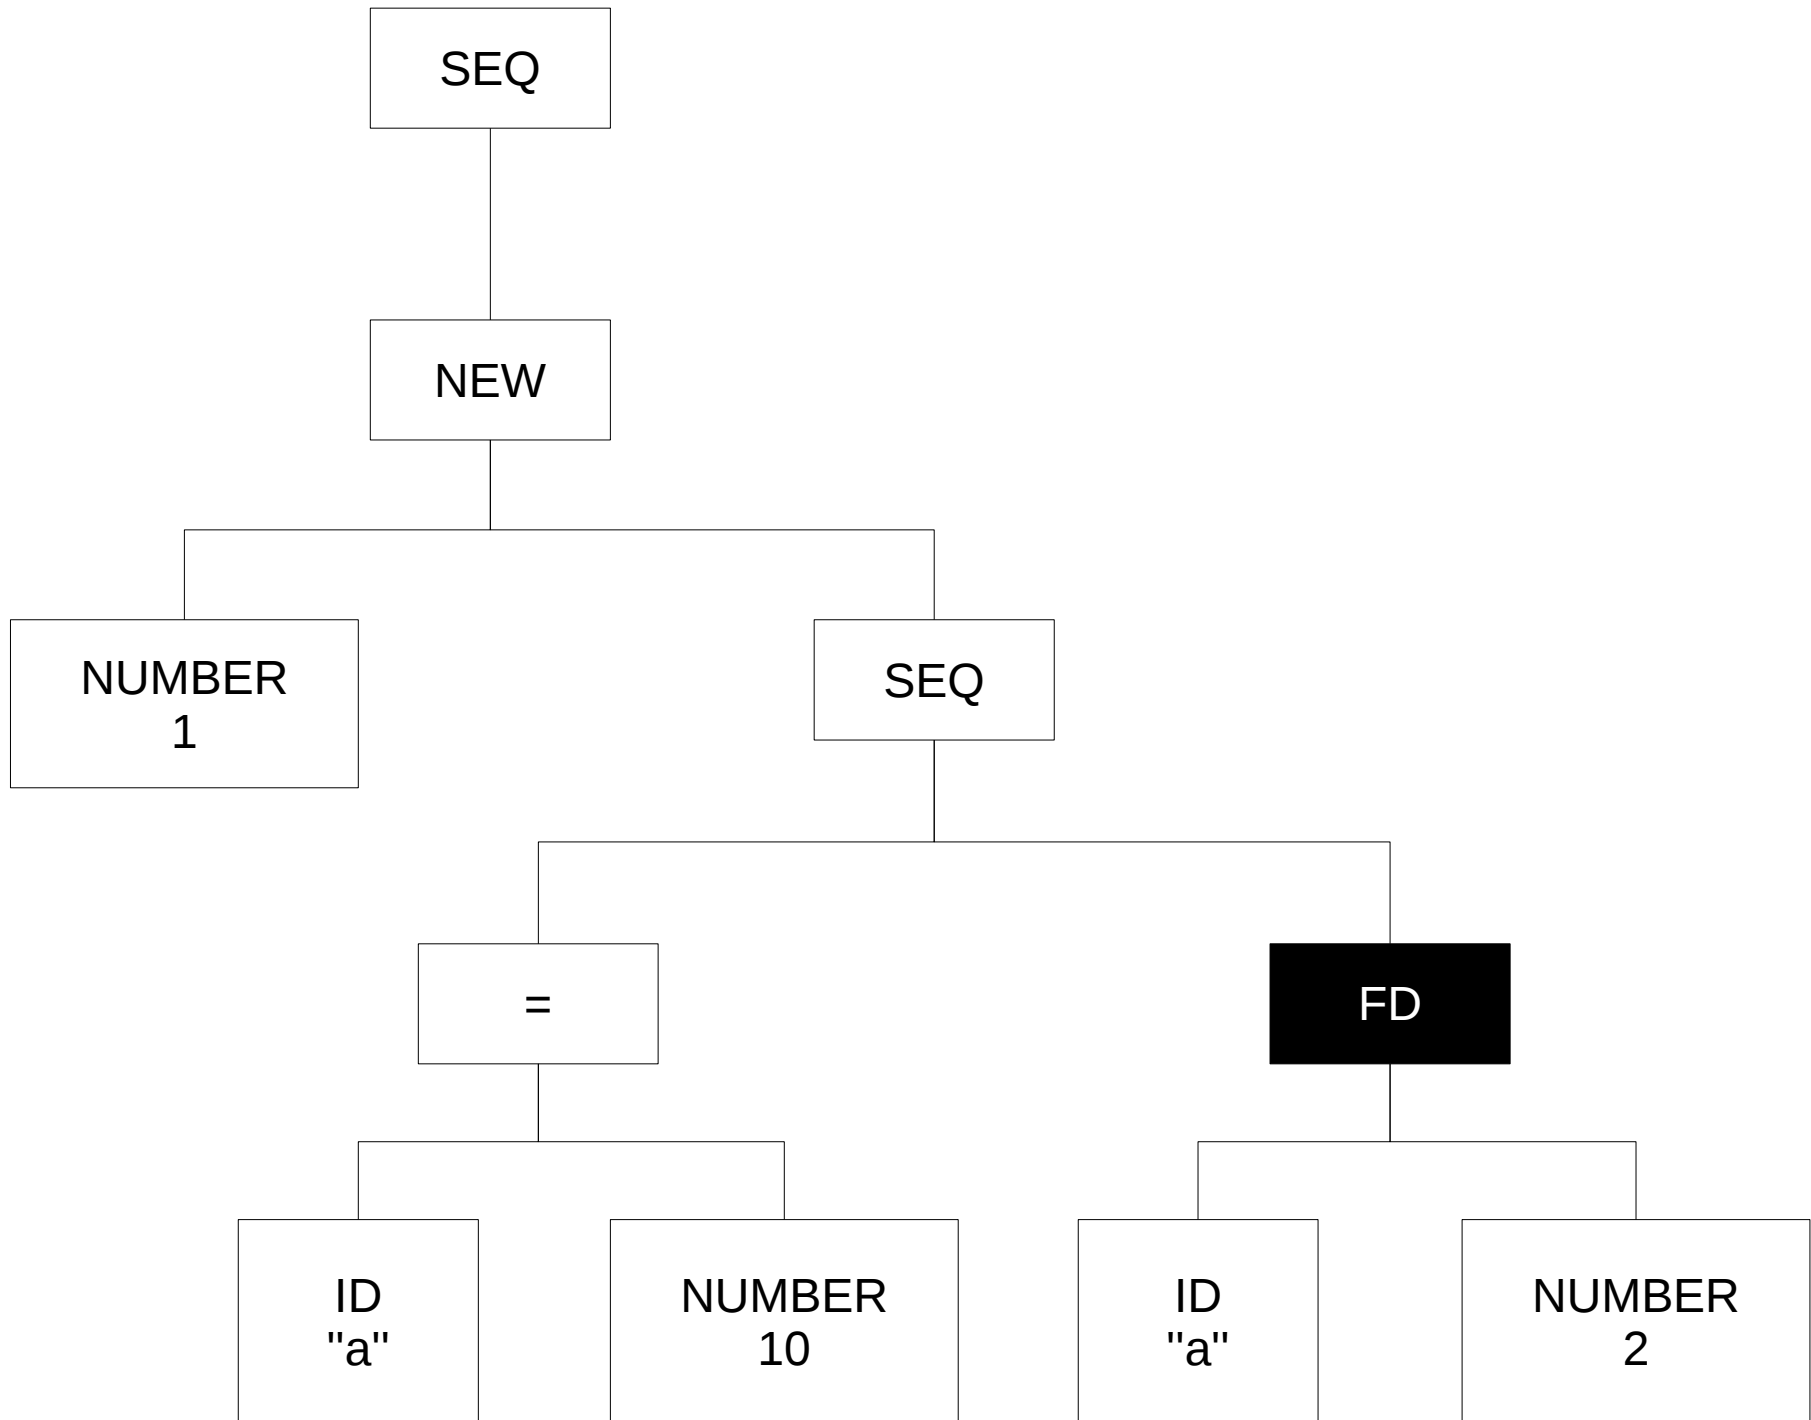 SEQ
NEW
NUMBER
1
SEQ
=
FD
ID
"a"
NUMBER
10
ID
"a"
NUMBER
2